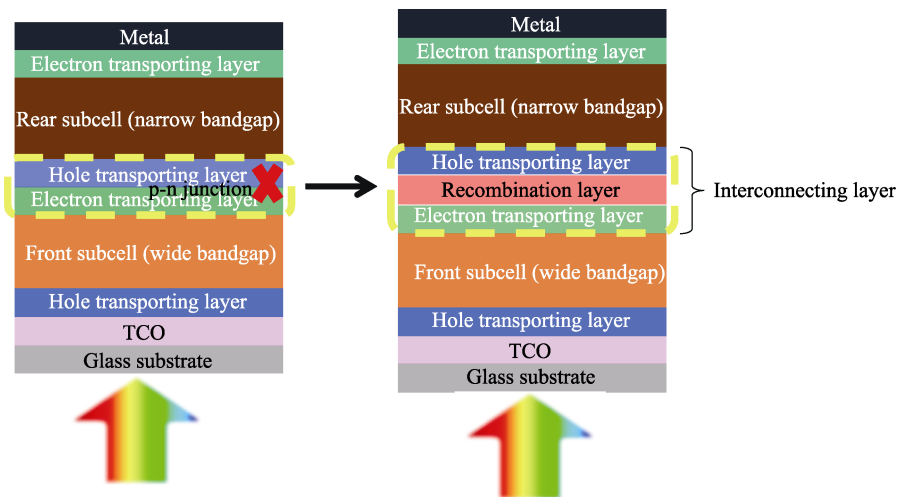 Metal
Electron transporting layer
Rear subcell (narrow bandgap)
Hole transporting layer
p-n junction
Electron transporting layer
Front subcell (wide bandgap)
Hole transporting layer
TCO
Glass substrate
Metal
Electron transporting layer
Rear subcell (narrow bandgap)
Hole transporting layer
Recombination layer
Electron transporting layer
Interconnecting layer
Front subcell (wide bandgap)
Hole transporting layer
TCO
Glass substrate